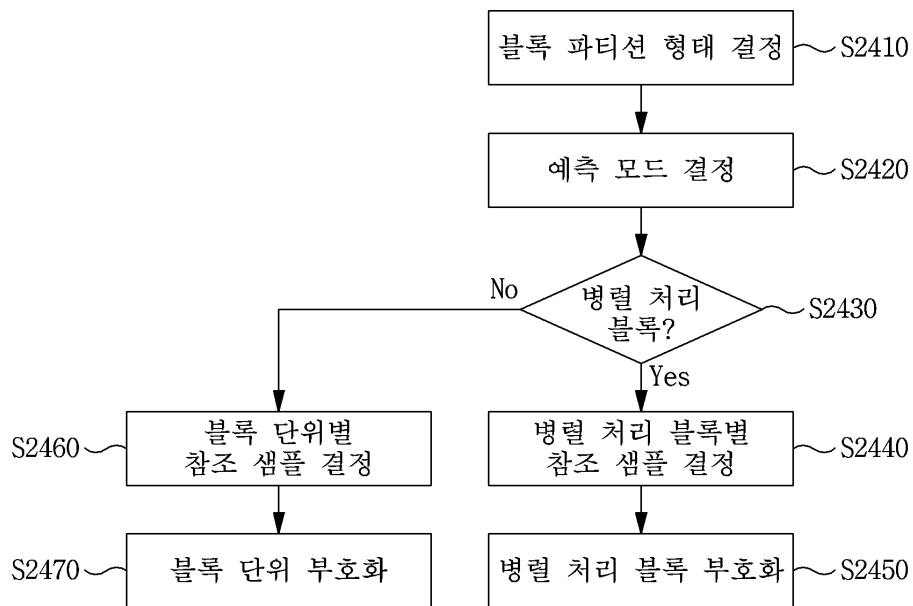 블록 파티션 형태 결정
S2410
예측 모드 결정
S2420
No
병렬 처리
블록?
S2430
Yes
S2460
블록 단위별
참조 샘플 결정
병렬 처리 블록별
참조 샘플 결정
S2440
S2470
블록 단위 부호화
병렬 처리 블록 부호화
S2450